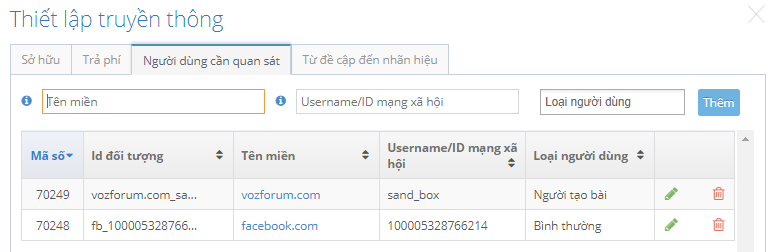 Thiết lập truyền thông
Sở hữu Trả phí Người dùng cần quan sát Từ đề cập đến nhãn hiệu
Tên miền Username/ID mạng xã hội Loại người dùng Thêm
Mã số Id đối tượng Tên miền Username/ID mạng xã hội Loại người dùng
70249 vozforum.com_sa... vozforum.com sand_box Người tạo bài
70248 fb_100005328766... facebook.com 100005328766214 Bình thường